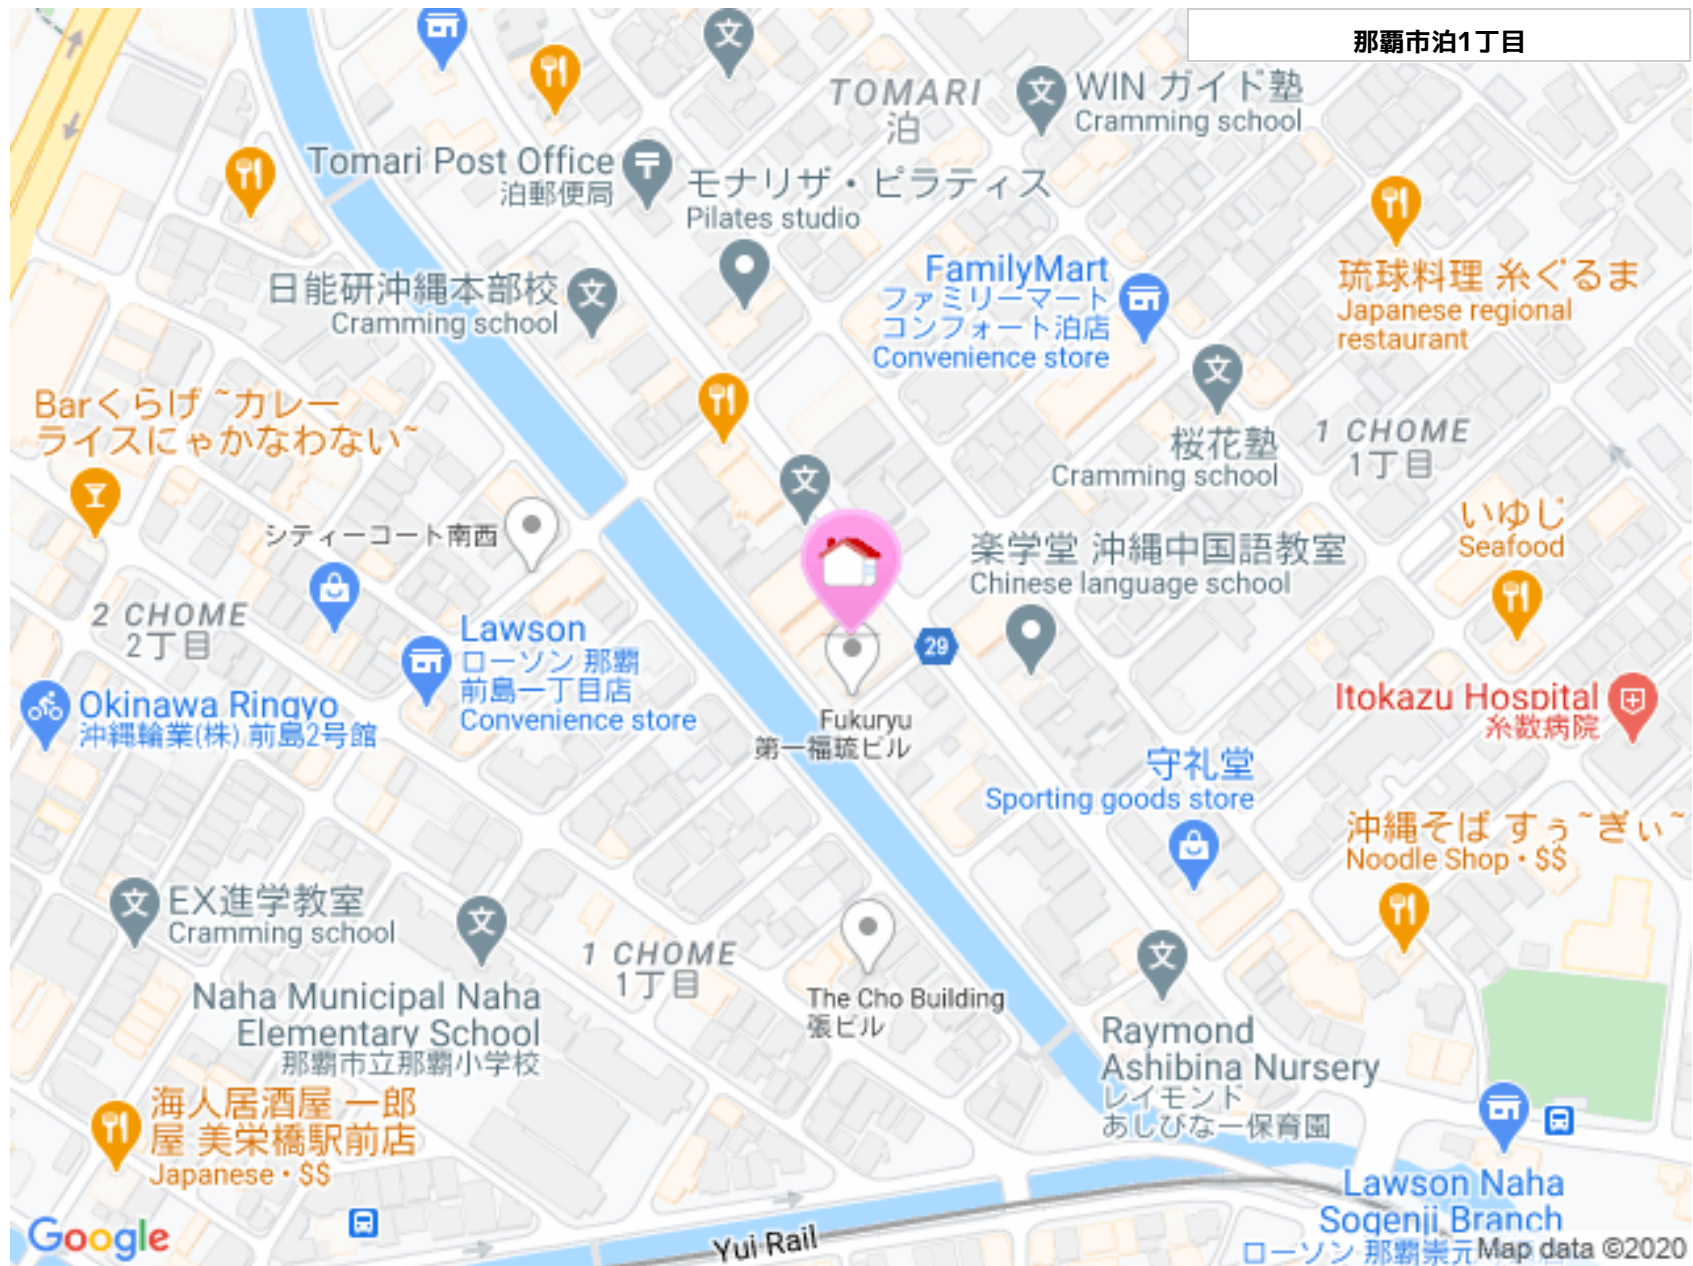 那覇市泊1丁目
TOMARI
泊
WIN ガイド塾
Cramming school
Tomari Post Office
泊郵便局
モナリザ・ピラティス
Pilates studio
日能研沖縄本部校
Cramming school
FamilyMart
ファミリーマート
コンフォート泊店
Convenience store
琉球料理 糸ぐるま
Japanese regional
restaurant
Barくらげ ~カレー
ライスにゃかなわない~
桜花塾
Cramming school
1 CHOME
1丁目
シティーコート南西
楽学堂 沖縄中国語教室
Chinese language school
いゆじ
Seafood
2 CHOME
2丁目
Lawson
ローソン 那覇
前島一丁目店
Convenience store
29
Okinawa Ringyo
沖縄輪業(株) 前島2号館
Fukuryu
第一福琉ビル
Itokazu Hospital
糸数病院
守礼堂
Sporting goods store
沖縄そば すぅ~ぎぃ~
Noodle Shop・$$
EX進学教室
Cramming school
1 CHOME
1丁目
Naha Municipal Naha
Elementary School
那覇市立那覇小学校
The Cho Building
張ビル
Raymond
Ashibina Nursery
レイモンド
あしびなー保育園
海人居酒屋 一郎
屋 美栄橋駅前店
Japanese・$$
Lawson Naha
Sogenji Branch
ローソン 那覇崇元
Yui Rail
Google
Map data ©2020